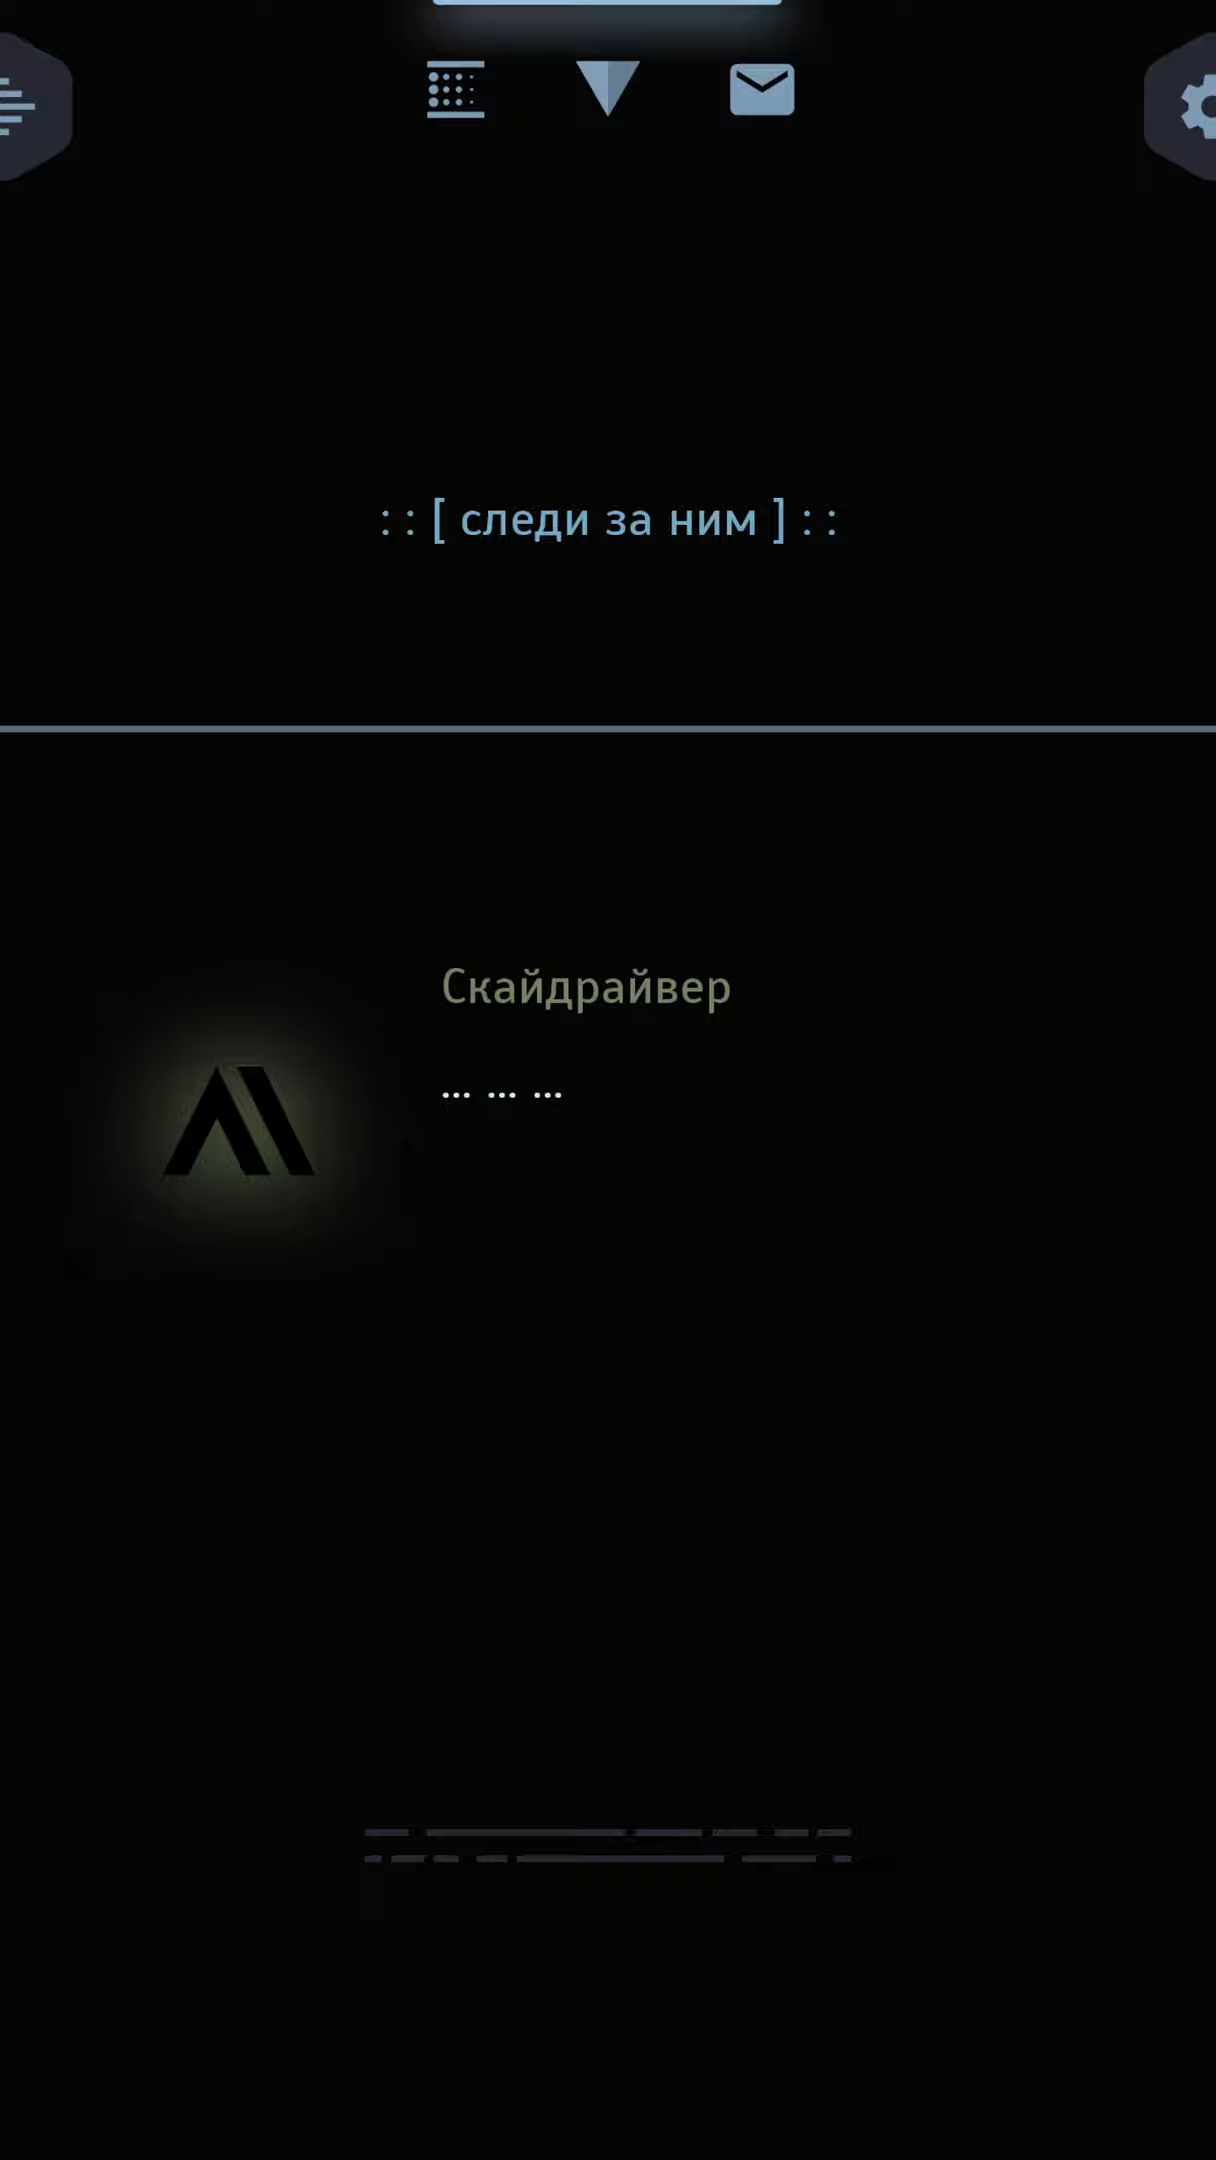 : : [ следи за ним ] : :
Скайдрайвер
... ... ...